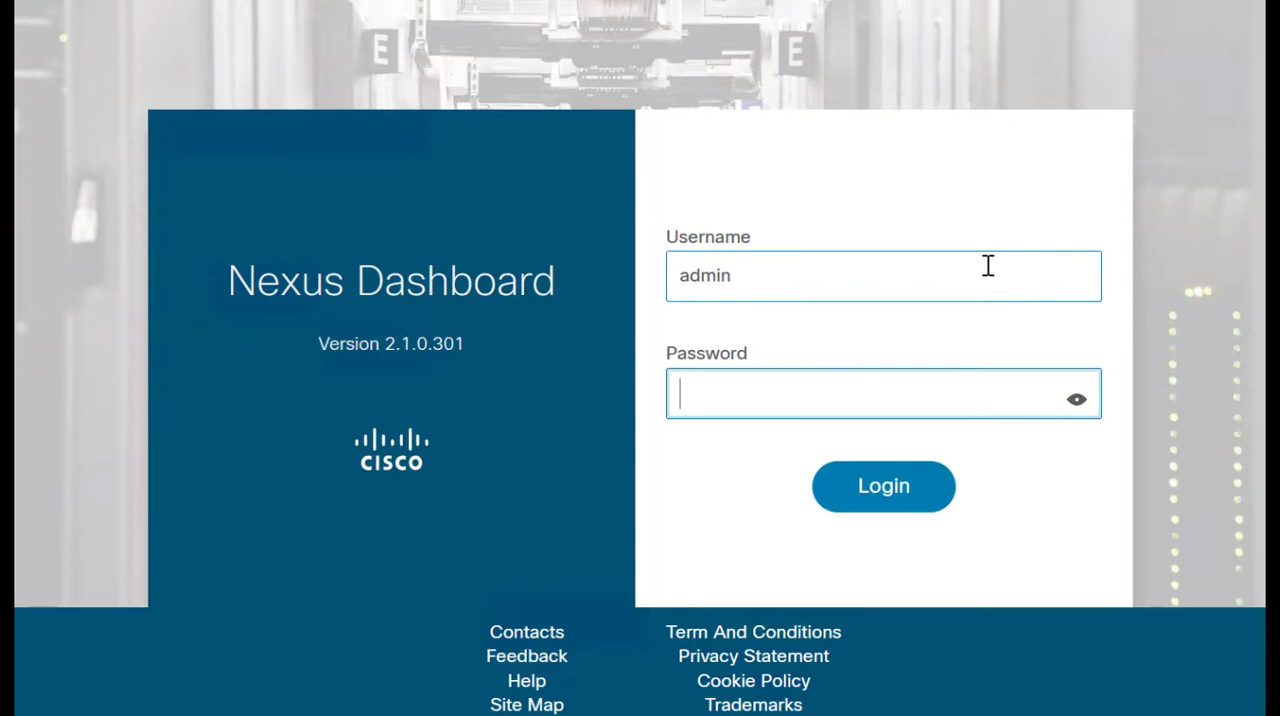 E
E
Nexus Dashboard
Version 2.1.0.301
CISCO
Username
admin
Password
Login
Contacts
Feedback
Help
Site Map
Term And Conditions
Privacy Statement
Cookie Policy
Trademarks